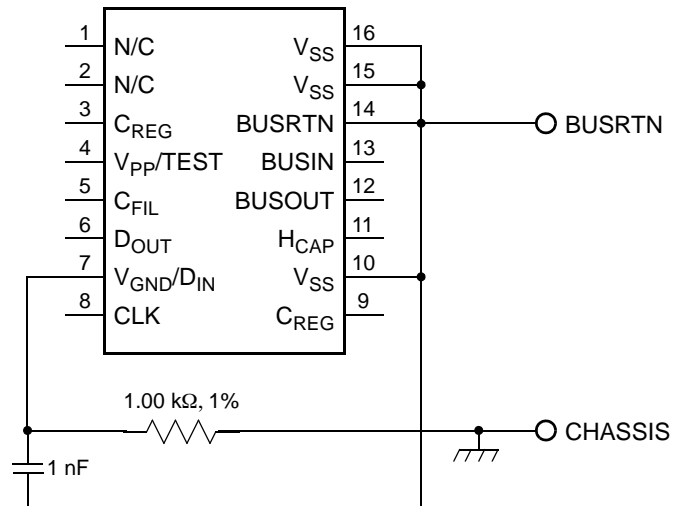 1 N/C V_SS 16
2 N/C V_SS 15
3 C_REG BUSRTN 14
BUSRTN
4 V_PP/TEST BUSIN 13
5 C_FIL BUSOUT 12
6 D_OUT H_CAP 11
7 V_GND/D_IN V_SS 10
8 CLK C_REG 9
1.00 kΩ, 1%
CHASSIS
1 nF